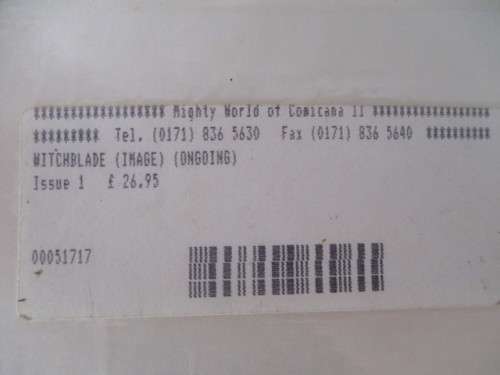 ****************** Mighty World of Comicana II ****************
********* Tel. (0171) 836 5630 Fax (0171) 836 5640 **********
WITCHBLADE (IMAGE) (ONGOING)
Issue 1 £ 26.95
00051717